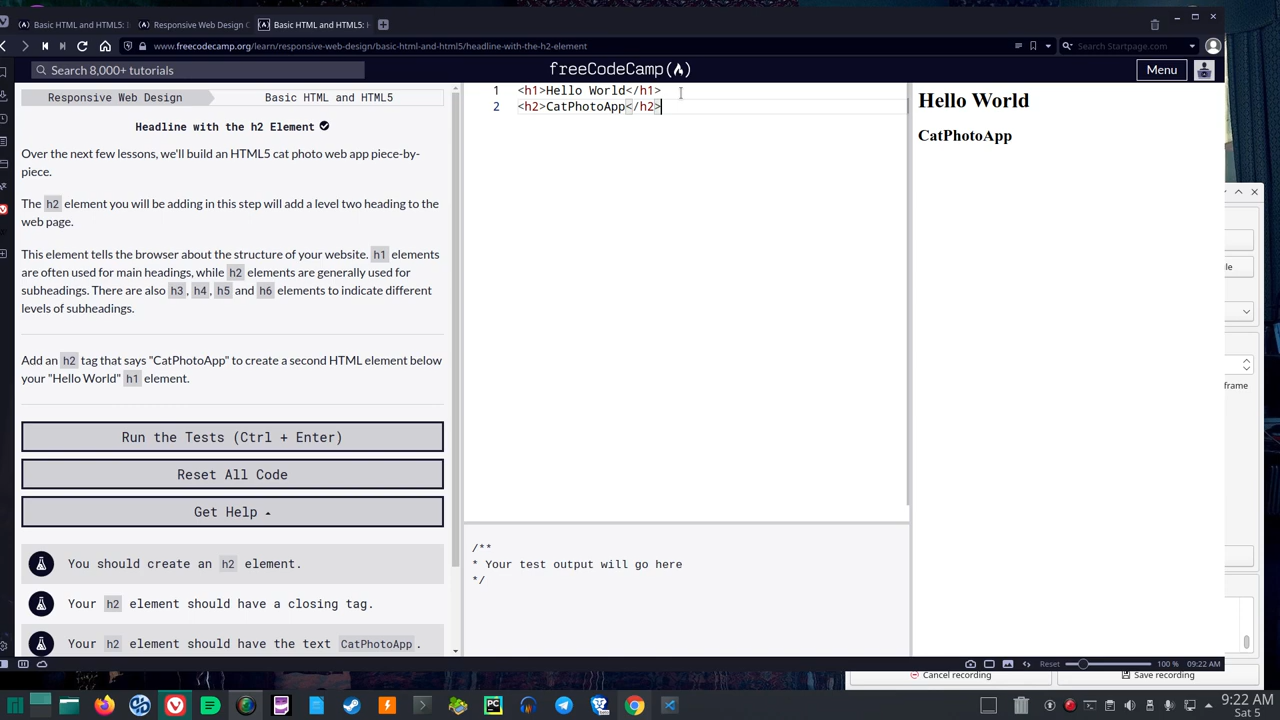 Basic HTML and HTML5:
Responsive Web Design
Basic HTML and HTML5:
www.freecodecamp.org/learn/responsive-web-design/basic-html-and-html5/headline-with-the-h2-element
Search Startpage.com
Search 8,000+ tutorials
freeCodeCamp
Menu
Responsive Web Design
Basic HTML and HTML5
Headline with the h2 Element
Over the next few lessons, we'll build an HTML5 cat photo web app piece-by-
piece.
The h2 element you will be adding in this step will add a level two heading to the
web page.
This element tells the browser about the structure of your website. h1 elements
are often used for main headings, while h2 elements are generally used for
subheadings. There are also h3, h4, h5 and h6 elements to indicate different
levels of subheadings.
Add an h2 tag that says "CatPhotoApp" to create a second HTML element below
your "Hello World" h1 element.
Run the Tests (Ctrl + Enter)
Reset All Code
Get Help
You should create an h2 element.
Your h2 element should have a closing tag.
Your h2 element should have the text CatPhotoApp.
1 <h1>Hello World</h1>
2 <h2>CatPhotoApp</h2>
/**
* Your test output will go here
*/
Hello World
CatPhotoApp
frame
Reset
100 %
09:22 AM
Cancel recording
Save recording
9:22 AM
Sat 5